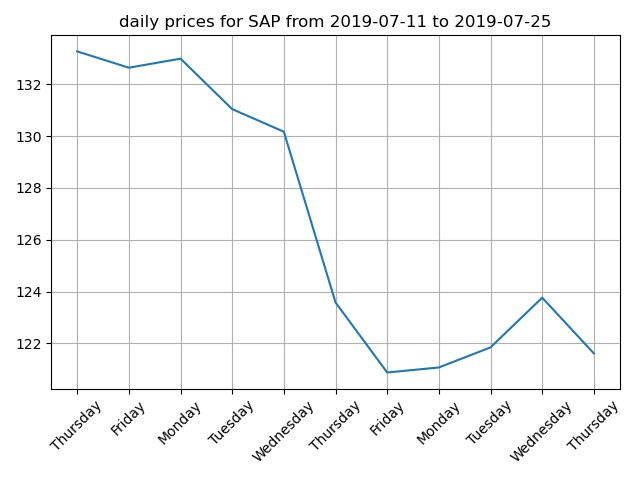 daily prices for SAP from 2019-07-11 to 2019-07-25
132
130
128
126
124
122
Thursday
Friday
Monday
Tuesday
Wednesday
Thursday
Friday
Monday
Tuesday
Wednesday
Thursday